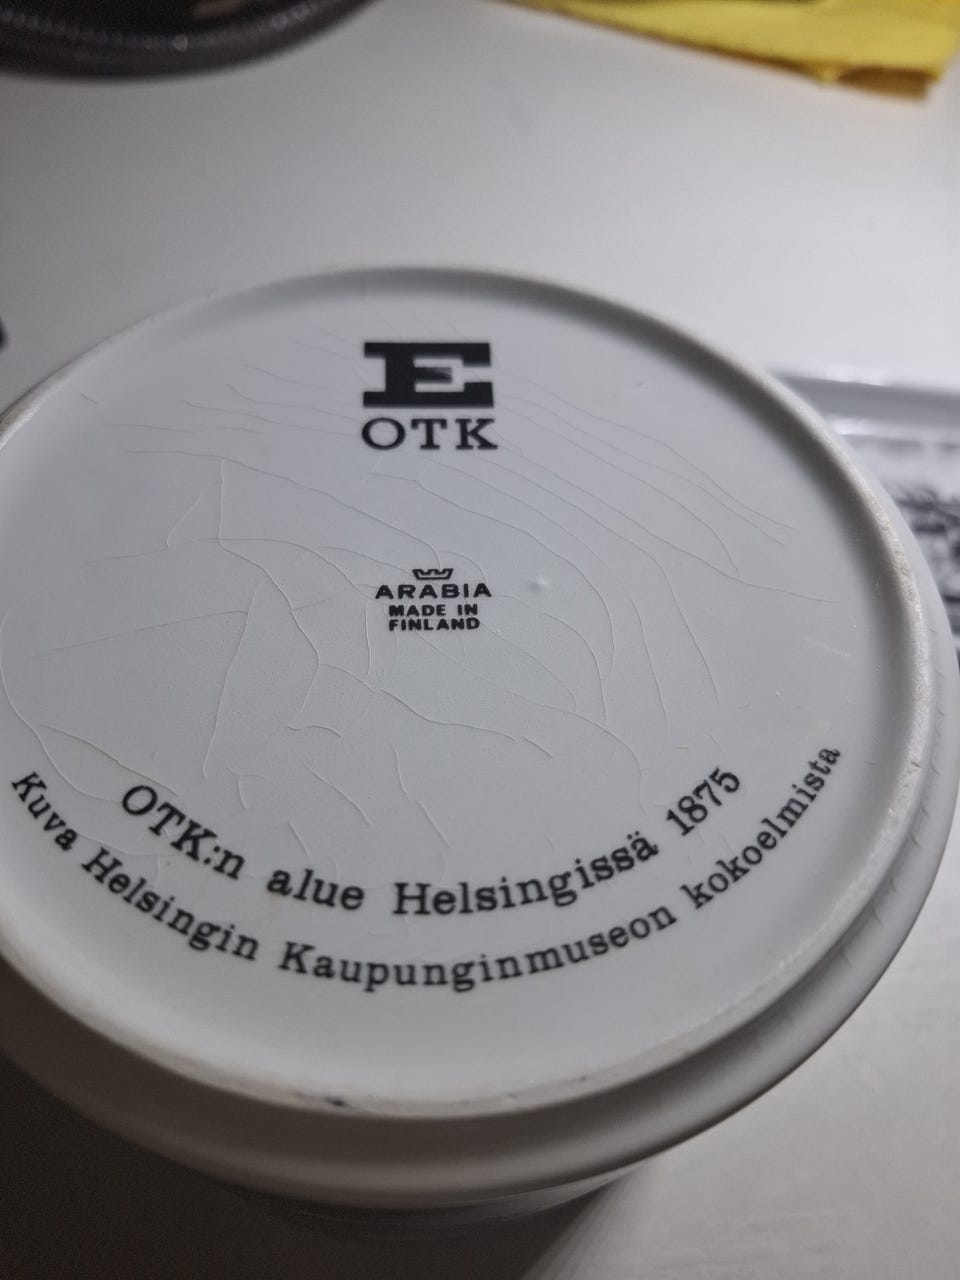 E
OTK
ARABIA
MADE IN
FINLAND
OTK:n alue Helsingissä 1875
Kuva Helsingin Kaupunginmuseon kokoelmista